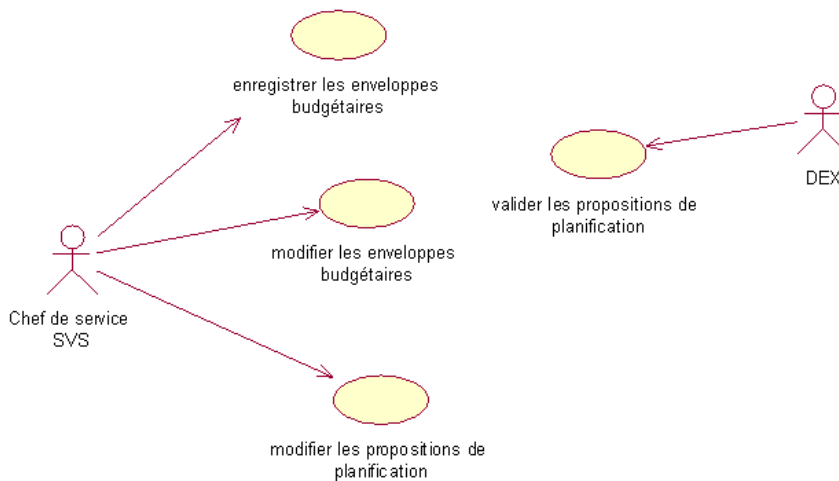 enregistrer les enveloppes
budgétaires
DEX
valider les propositions de
planification
modifier les enveloppes
budgétaires
Chef de service
SVS
modifier les propositions de
planification